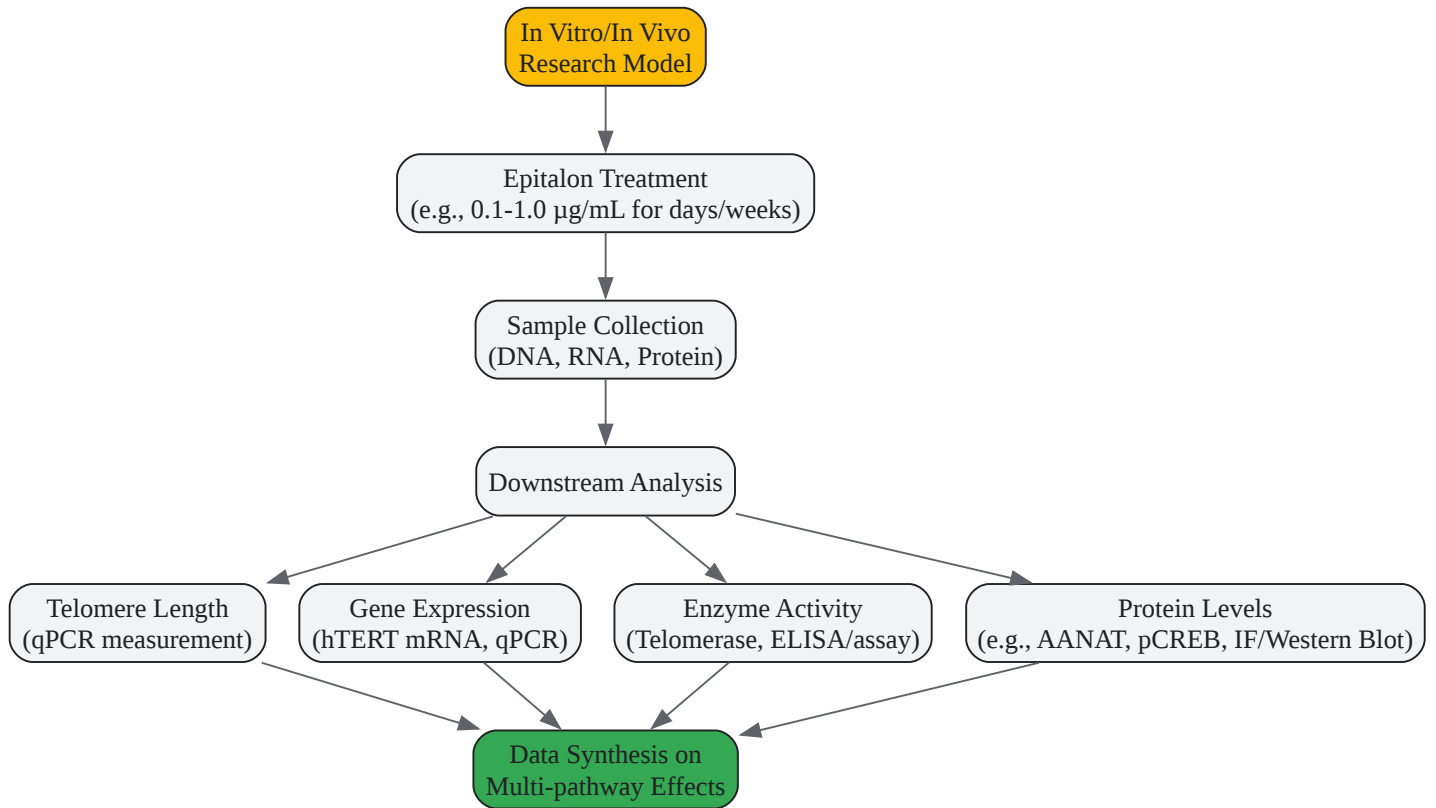 In Vitro/In Vivo
Research Model
Epitalon Treatment
(e.g., 0.1-1.0 µg/mL for days/weeks)
Sample Collection
(DNA, RNA, Protein)
Downstream Analysis
Telomere Length
(qPCR measurement)
Gene Expression
(hTERT mRNA, qPCR)
Enzyme Activity
(Telomerase, ELISA/assay)
Protein Levels
(e.g., AANAT, pCREB, IF/Western Blot)
Data Synthesis on
Multi-pathway Effects